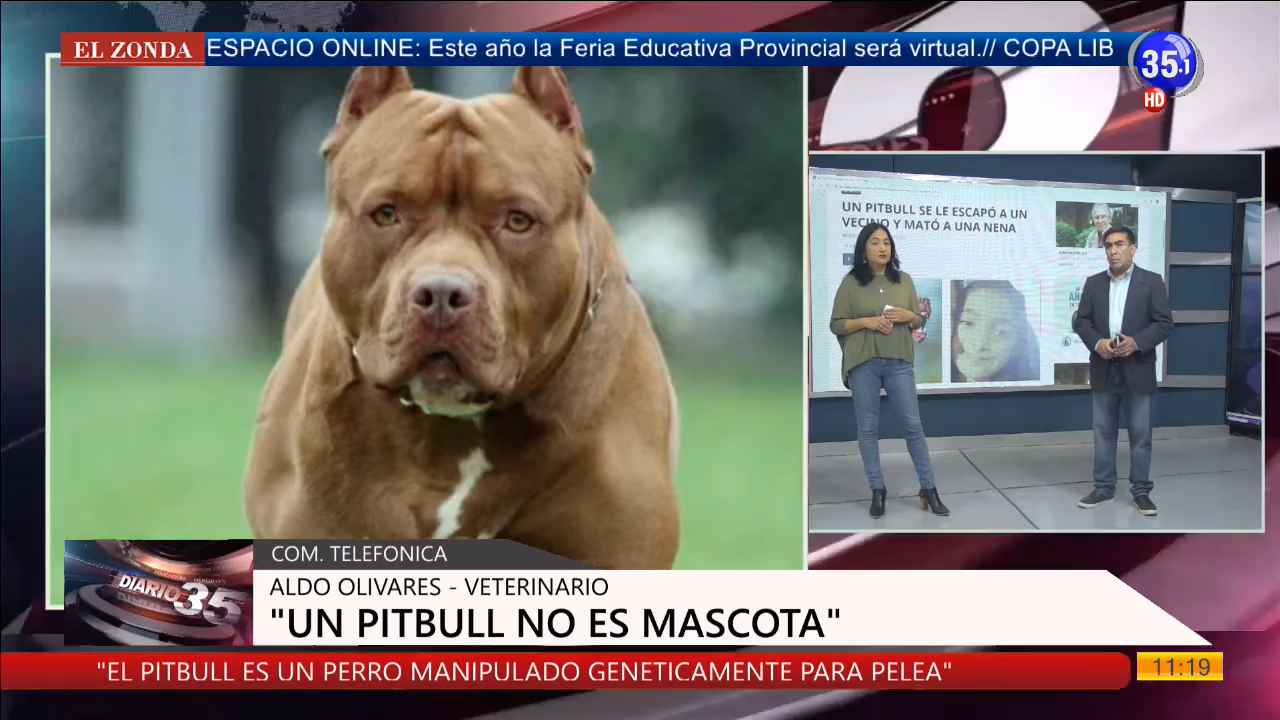 EL ZONDA
ESPACIO ONLINE: Este año la Feria Educativa Provincial será virtual.// COPA LIB
35.1
HD
UN PITBULL SE LE ESCAPÓ A UN
VECINO Y MATÓ A UNA NENA
COM. TELEFONICA
DIARIO 35
ALDO OLIVARES - VETERINARIO
"UN PITBULL NO ES MASCOTA"
"EL PITBULL ES UN PERRO MANIPULADO GENETICAMENTE PARA PELEA"
11:19